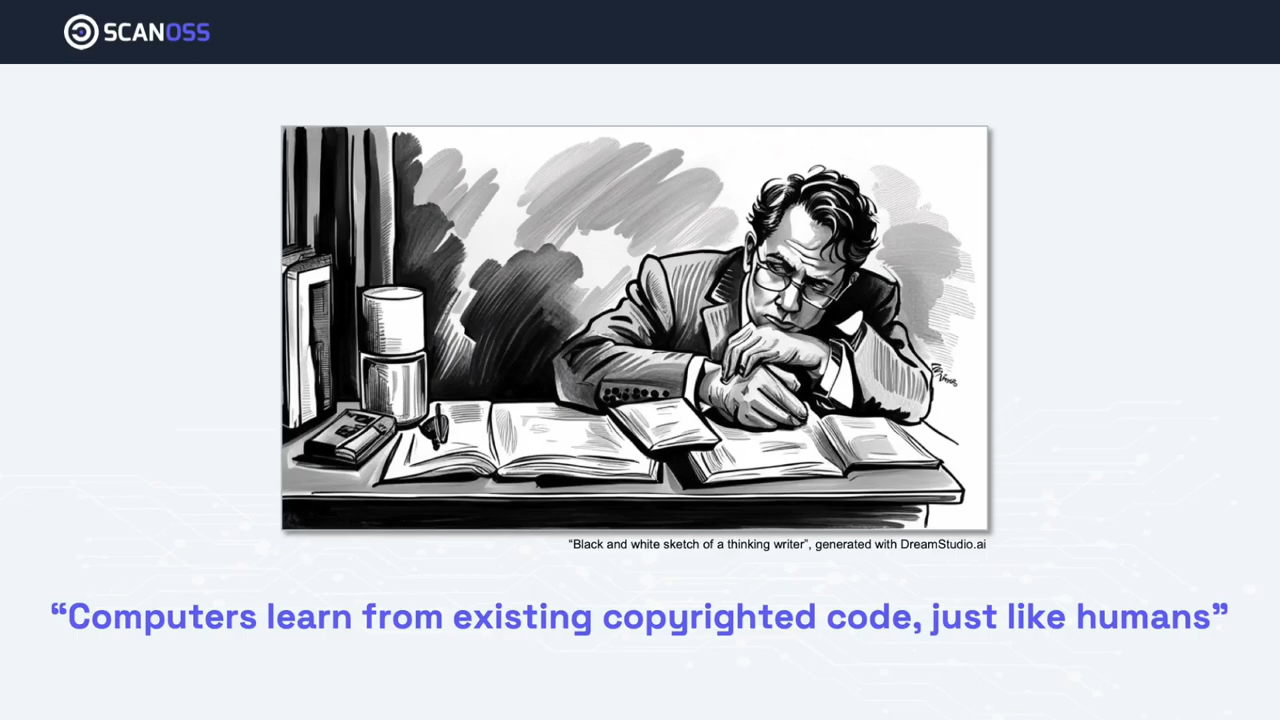 SCANOSS
“Black and white sketch of a thinking writer”, generated with DreamStudio.ai
“Computers learn from existing copyrighted code, just like humans”